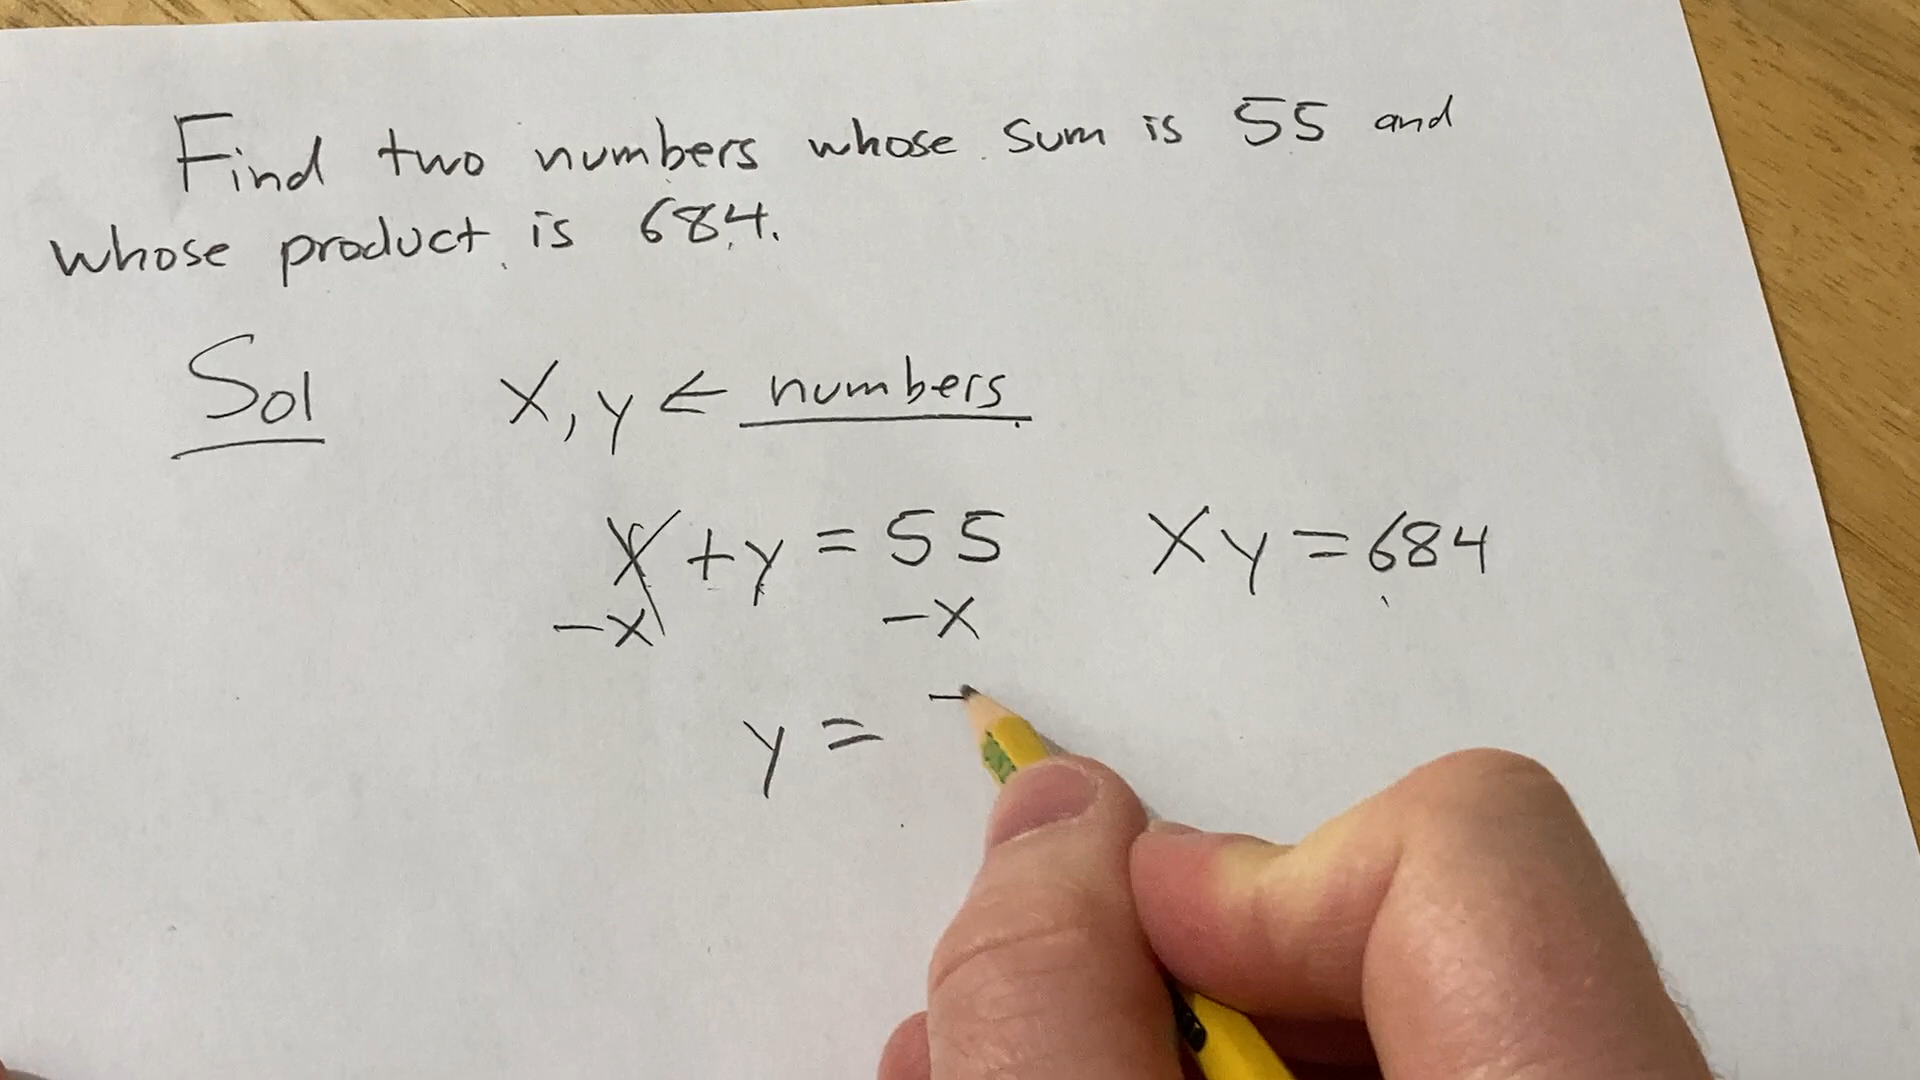 Find two numbers whose sum is 55 and
whose product is 684.
Sol x, y ← numbers
x + y = 55 xy = 684
-x -x
y = -